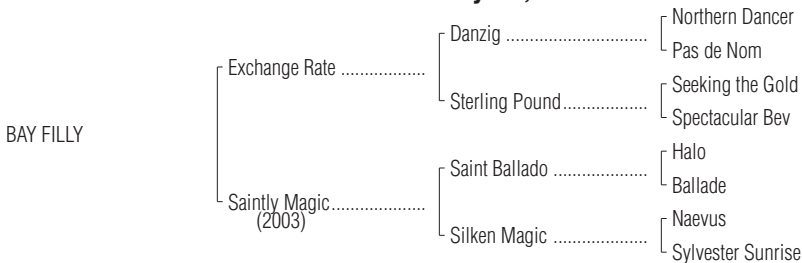 Northern Dancer
Danzig ..............................
Pas de Nom
Exchange Rate ..................
Seeking the Gold
Sterling Pound..................
Spectacular Bev
BAY FILLY
Halo
Saint Ballado ....................
Ballade
Saintly Magic....................
(2003)
Naevus
Silken Magic ....................
Sylvester Sunrise